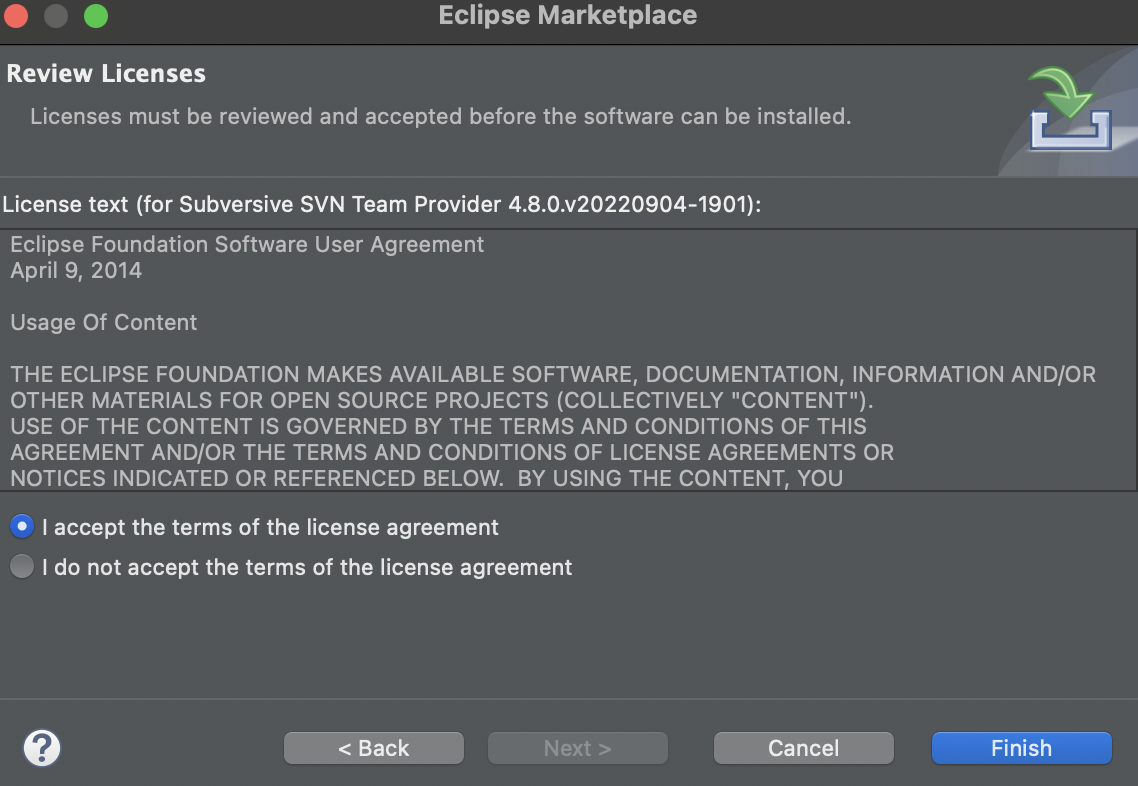 Eclipse Marketplace
Review Licenses
Licenses must be reviewed and accepted before the software can be installed.
License text (for Subversive SVN Team Provider 4.8.0.v20220904-1901):
Eclipse Foundation Software User Agreement
April 9, 2014
Usage Of Content
THE ECLIPSE FOUNDATION MAKES AVAILABLE SOFTWARE, DOCUMENTATION, INFORMATION AND/OR
OTHER MATERIALS FOR OPEN SOURCE PROJECTS (COLLECTIVELY "CONTENT").
USE OF THE CONTENT IS GOVERNED BY THE TERMS AND CONDITIONS OF THIS
AGREEMENT AND/OR THE TERMS AND CONDITIONS OF LICENSE AGREEMENTS OR
NOTICES INDICATED OR REFERENCED BELOW.  BY USING THE CONTENT, YOU
I accept the terms of the license agreement
I do not accept the terms of the license agreement
?
< Back
Next >
Cancel
Finish